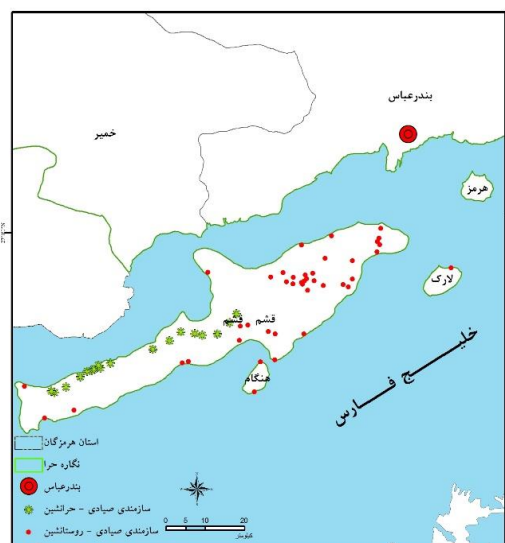 بندرعباس
خمیر
هرمز
لارک
قشم
قشم
هنگام
خلیج فارس
استان هرمزگان
نگاره حرا
بندرعباس
سازمندی صیادی - حرانشین
سازمندی صیادی - روستانشین
0 5 10 20
کیلومتر